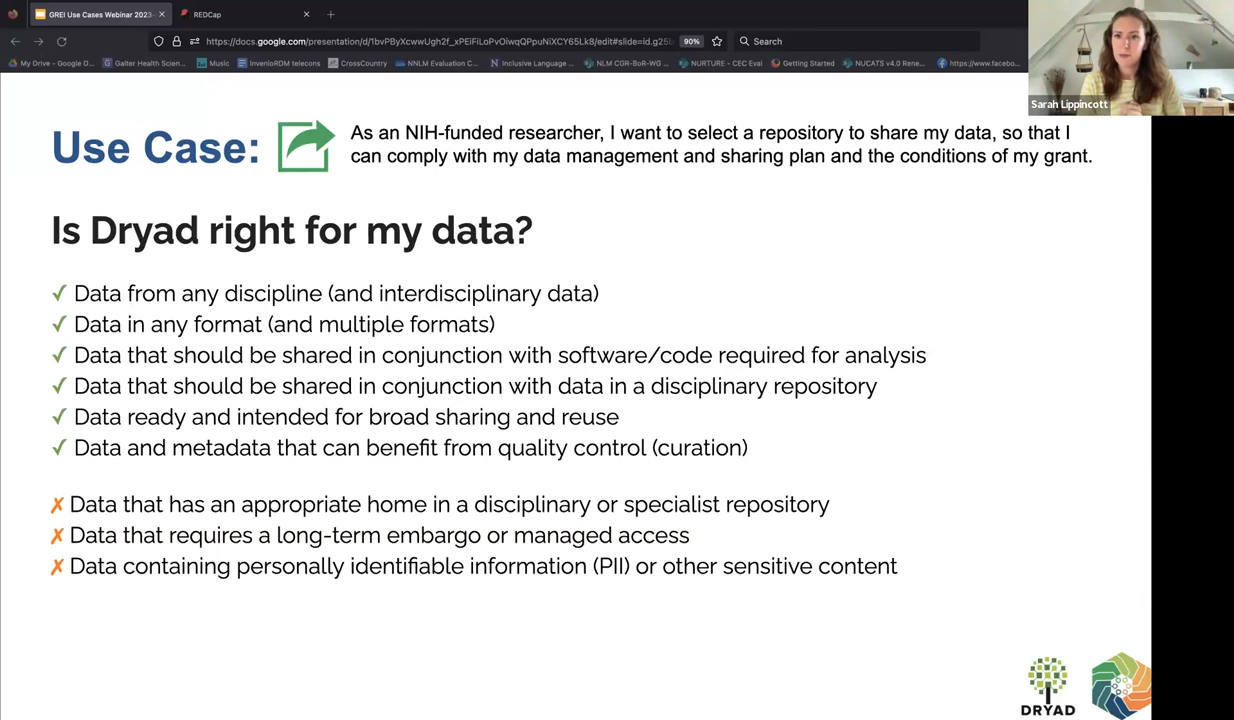 GREI Use Cases Webinar 2023-
REDCap
https://docs.google.com/presentation/d/1bvPByXcwwUgh2f_xPEiFiLoPvOiwqQPpuNiXCY65Lk8/edit#slide=id.g25b
90%
Search
My Drive - Google D...
Galter Health Scien...
Music
InvenioRDM telecons
CrossCountry
NNLM Evaluation C...
Inclusive Language ...
NLM CGR-BoR-WG ...
NURTURE - CEC Eval
Getting Started
NUCATS v4.0 Rene...
https://www.facebo...
Sarah Lippincott
Use Case:
As an NIH-funded researcher, I want to select a repository to share my data, so that I
can comply with my data management and sharing plan and the conditions of my grant.
Is Dryad right for my data?
✓ Data from any discipline (and interdisciplinary data)
✓ Data in any format (and multiple formats)
✓ Data that should be shared in conjunction with software/code required for analysis
✓ Data that should be shared in conjunction with data in a disciplinary repository
✓ Data ready and intended for broad sharing and reuse
✓ Data and metadata that can benefit from quality control (curation)
✗ Data that has an appropriate home in a disciplinary or specialist repository
✗ Data that requires a long-term embargo or managed access
✗ Data containing personally identifiable information (PII) or other sensitive content
DRYAD